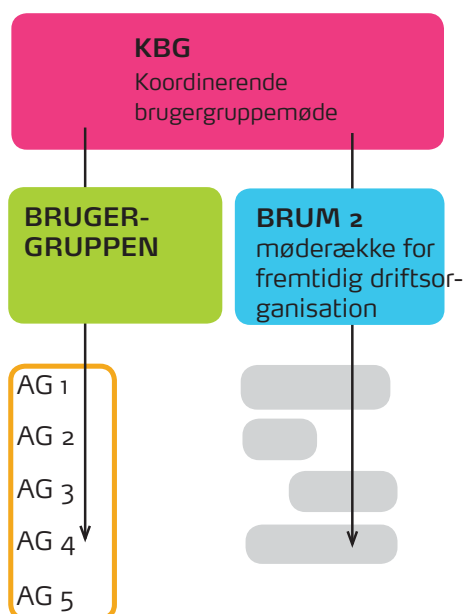 KBG
Koordinerende
brugergruppemøde
BRUGER-
GRUPPEN
BRUM 2
møderække for
fremtidig driftsor-
ganisation
AG 1
AG 2
AG 3
AG 4
AG 5